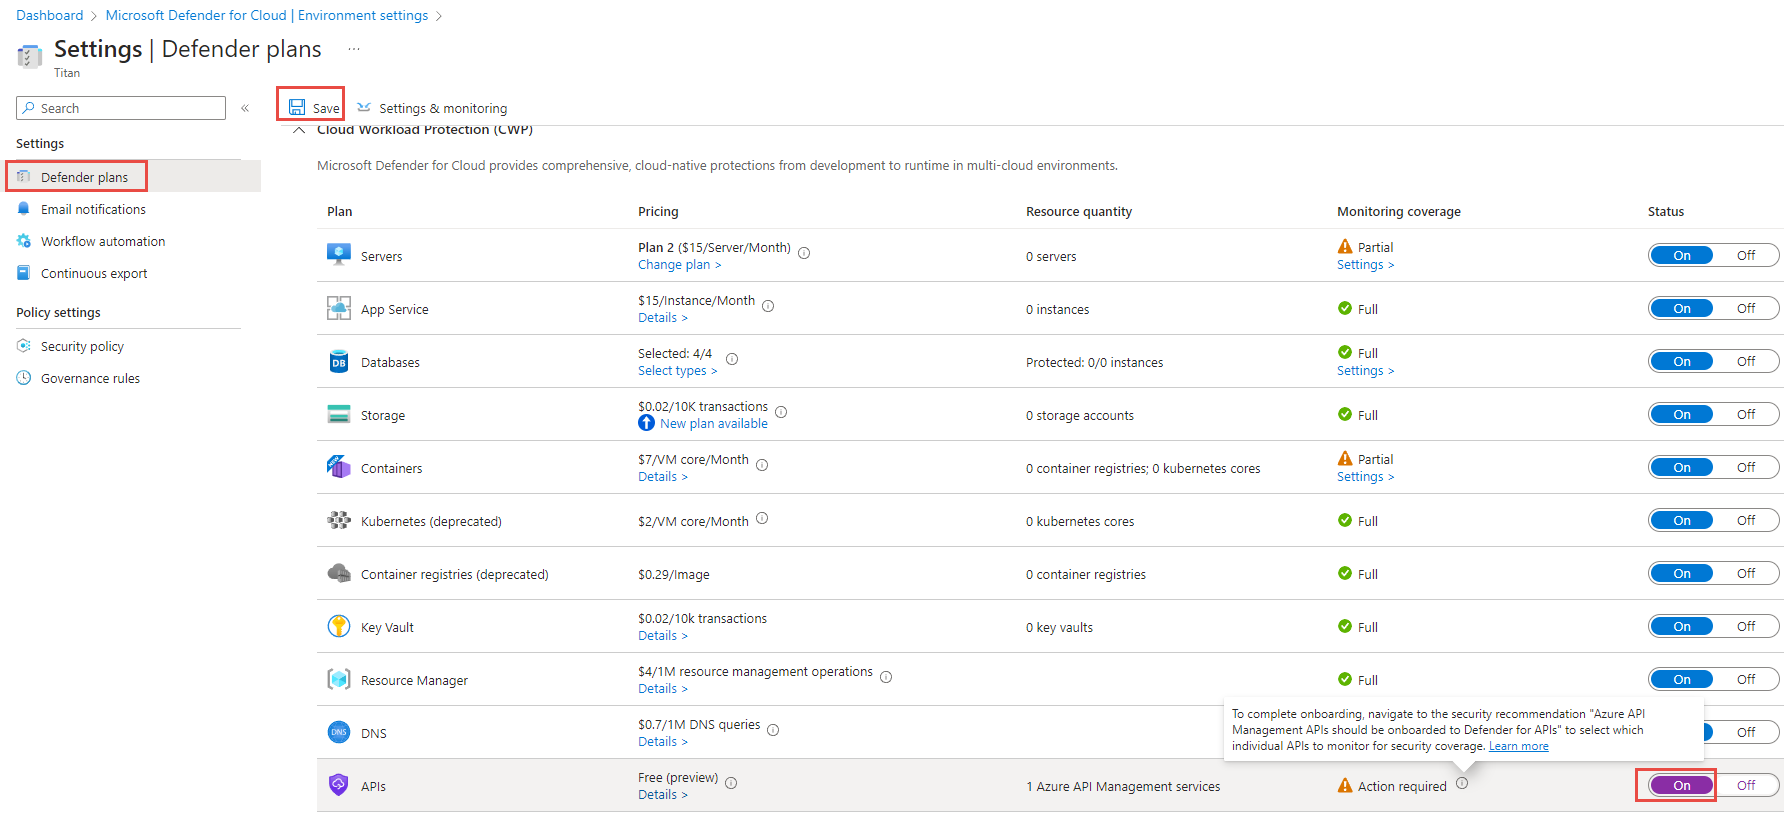 Dashboard > Microsoft Defender for Cloud | Environment settings >
Settings | Defender plans ...
Titan
Search «
Save Settings & monitoring
Settings
Defender plans
Email notifications
Workflow automation
Continuous export
Policy settings
Security policy
Governance rules
Cloud Workload Protection (CWP)
Microsoft Defender for Cloud provides comprehensive, cloud-native protections from development to runtime in multi-cloud environments.
Plan Pricing Resource quantity Monitoring coverage Status
Servers Plan 2 ($15/Server/Month) 0 servers Partial On Off
Change plan > Settings >
App Service $15/Instance/Month 0 instances Full On Off
Details >
Databases Selected: 4/4 Protected: 0/0 instances Full On Off
Select types > Settings >
Storage $0.02/10K transactions 0 storage accounts Full On Off
New plan available
NEW Containers $7/VM core/Month 0 container registries; 0 kubernetes cores Partial On Off
Details > Settings >
Kubernetes (deprecated) $2/VM core/Month 0 kubernetes cores Full On Off
Container registries (deprecated) $0.29/Image 0 container registries Full On Off
Key Vault $0.02/10k transactions 0 key vaults Full On Off
Details >
Resource Manager $4/1M resource management operations Full On Off
Details >
DNS DNS $0.7/1M DNS queries Off
Details >
To complete onboarding, navigate to the security recommendation "Azure API
Management APIs should be onboarded to Defender for APIs" to select which
individual APIs to monitor for security coverage. Learn more
APIs Free (preview) 1 Azure API Management services Action required On Off
Details >